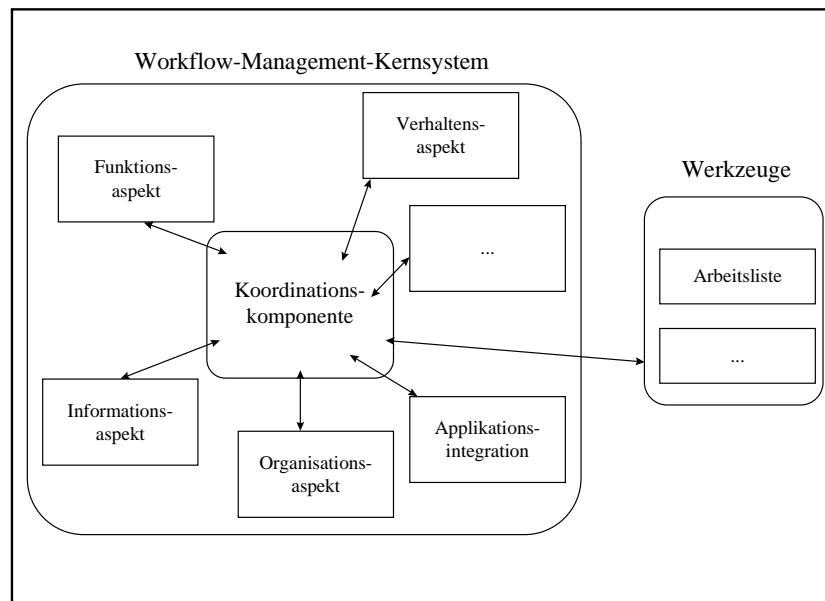 Workflow-Management-Kernsystem
Verhaltens-
aspekt
Funktions-
aspekt
...
Koordinations-
komponente
Informations-
aspekt
Organisations-
aspekt
Applikations-
integration
Werkzeuge
Arbeitsliste
...